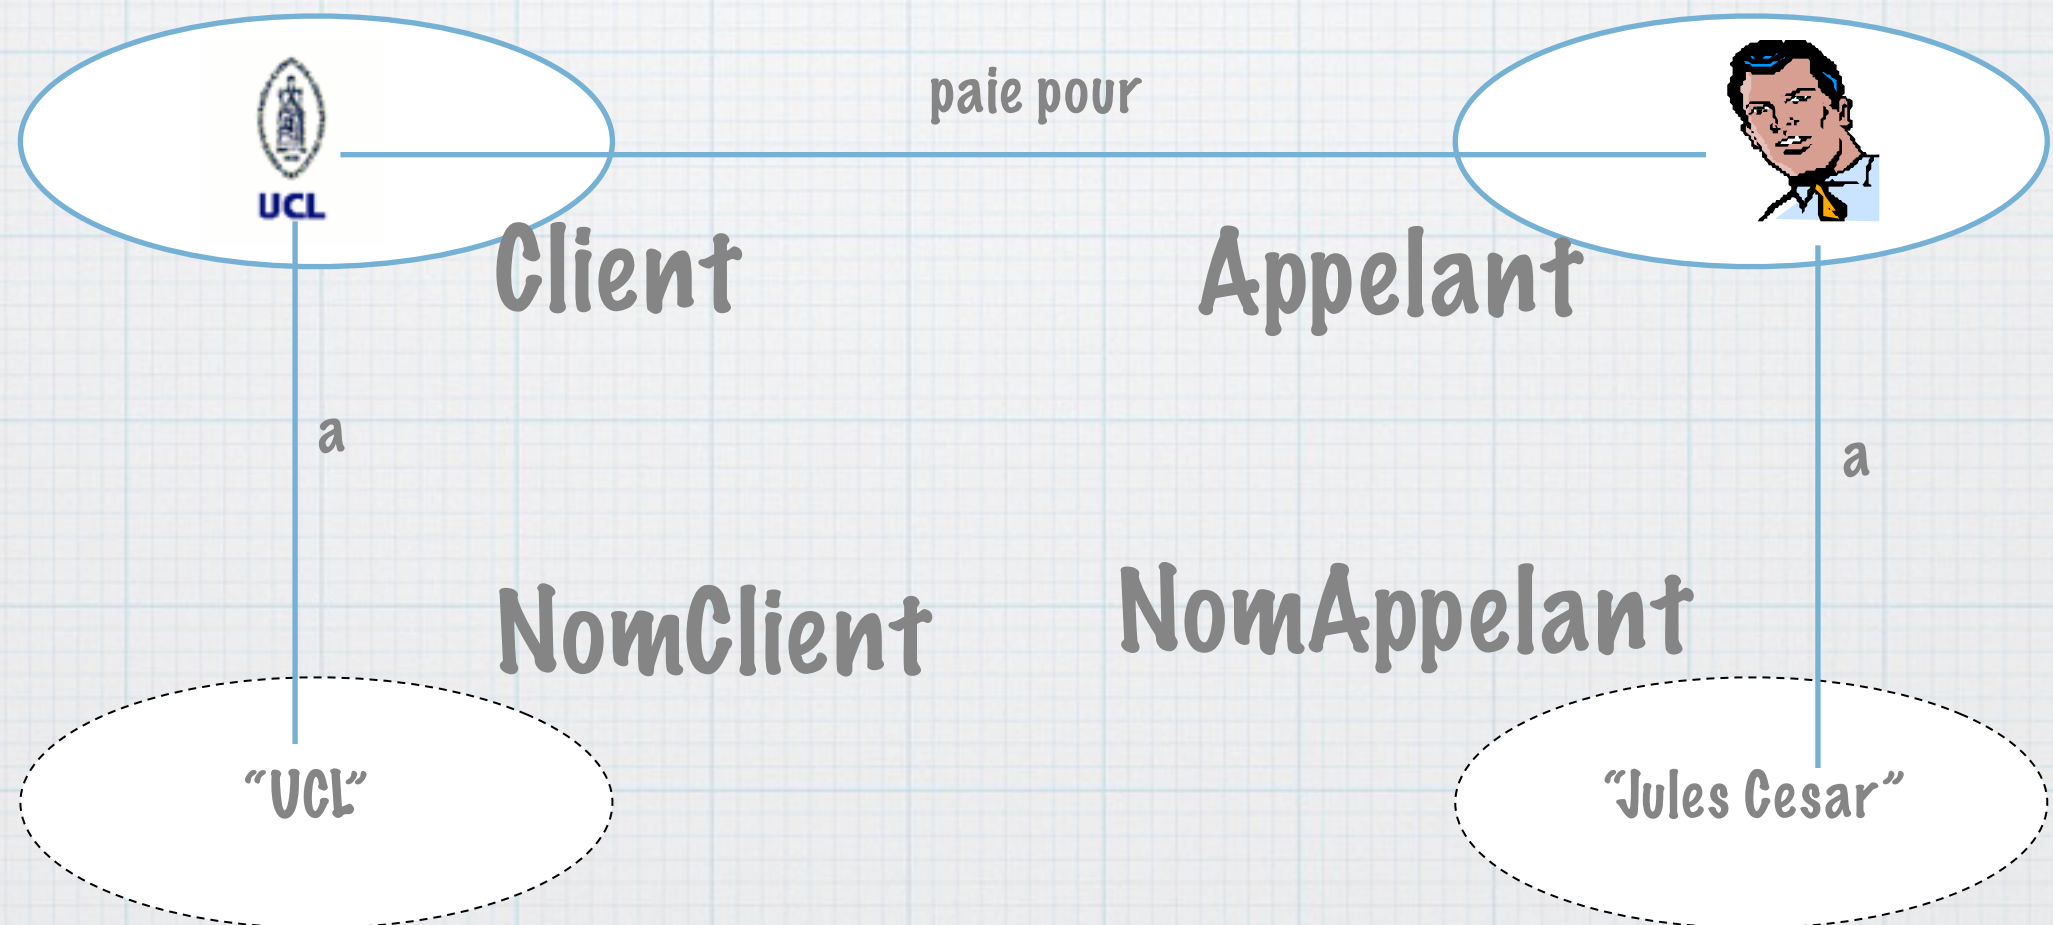 paie pour
UCL
Client
Appelant
a
a
NomClient
NomAppelant
“UCL”
“Jules Cesar”